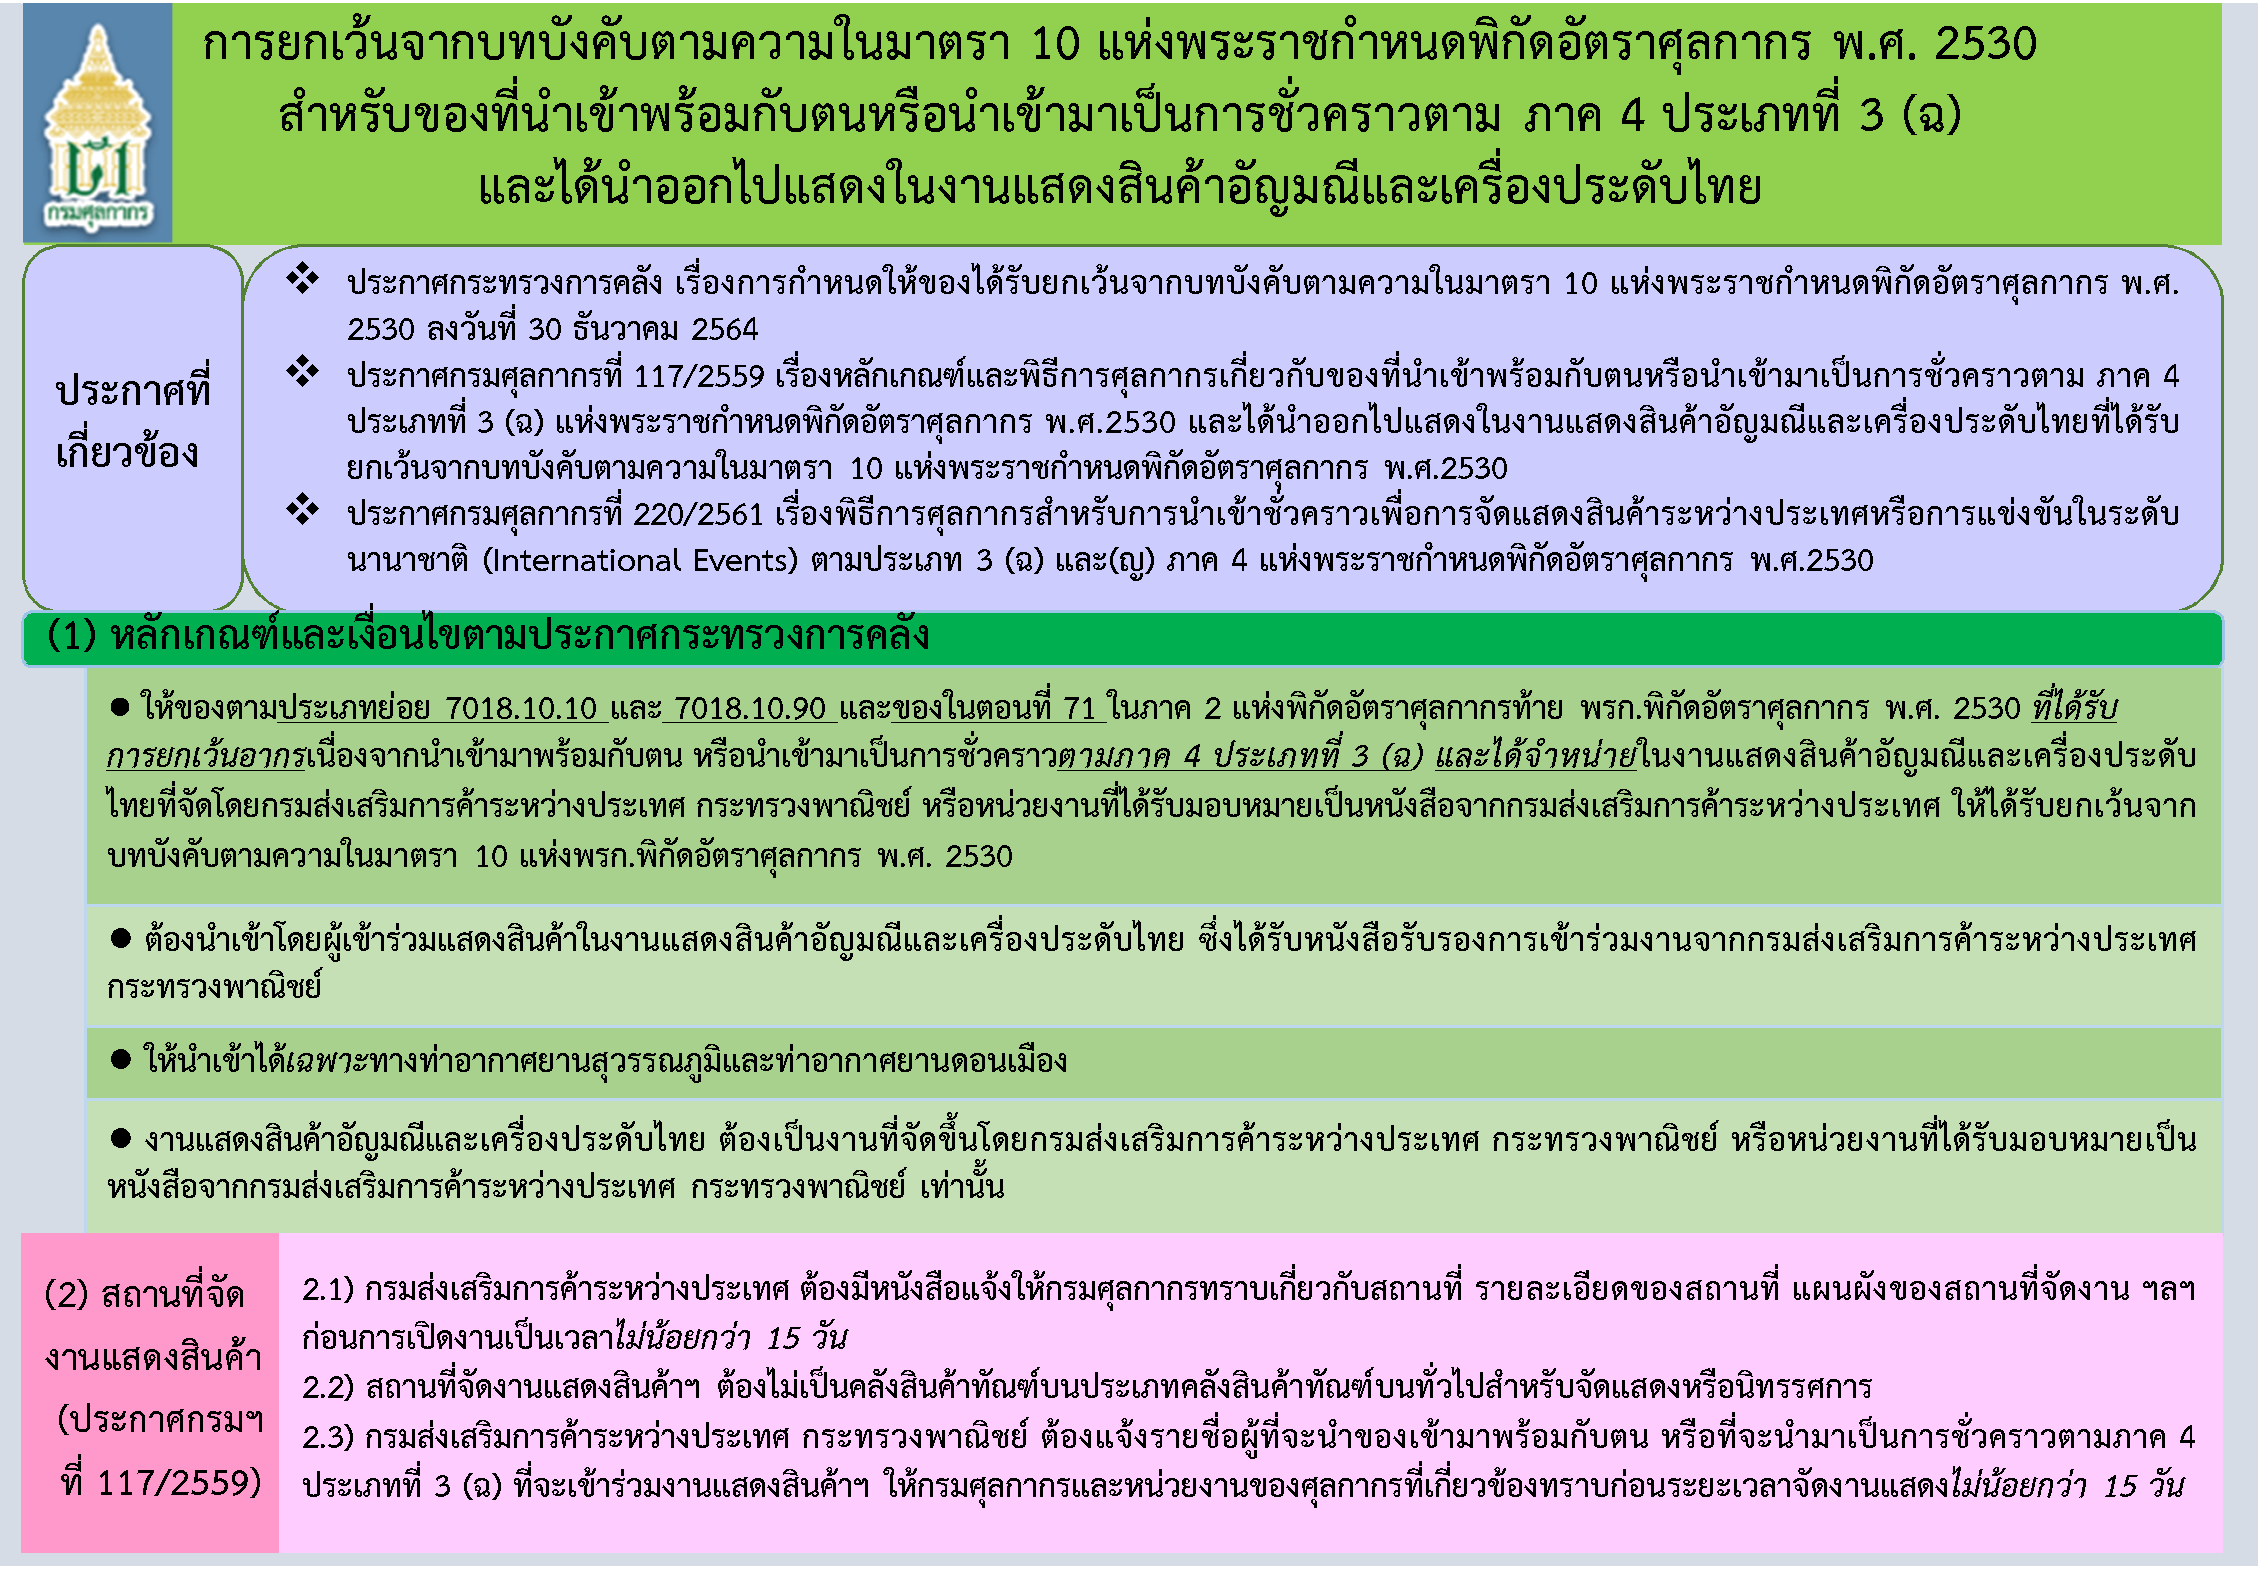 การยกเว้นจากบทบังคับตามความในมาตรา 10 แห่งพระราชกำหนดพิกัดอัตราศุลกากร พ.ศ. 2530
สำหรับของที่นำเข้าพร้อมกับตนหรือนำเข้ามาเป็นการชั่วคราวตาม ภาค 4 ประเภทที่ 3 (ฉ)
และได้นำออกไปแสดงในงานแสดงสินค้าอัญมณีและเครื่องประดับไทย
กรมศุลกากร
ประกาศที่
เกี่ยวข้อง
❖ ประกาศกระทรวงการคลัง เรื่องการกำหนดให้ของได้รับยกเว้นจากบทบังคับตามความในมาตรา 10 แห่งพระราชกำหนดพิกัดอัตราศุลกากร พ.ศ.
2530 ลงวันที่ 30 ธันวาคม 2564
❖ ประกาศกรมศุลกากรที่ 117/2559 เรื่องหลักเกณฑ์และพิธีการศุลกากรเกี่ยวกับของที่นำเข้าพร้อมกับตนหรือนำเข้ามาเป็นการชั่วคราวตาม ภาค 4
ประเภทที่ 3 (ฉ) แห่งพระราชกำหนดพิกัดอัตราศุลกากร พ.ศ.2530 และได้นำออกไปแสดงในงานแสดงสินค้าอัญมณีและเครื่องประดับไทยที่ได้รับ
ยกเว้นจากบทบังคับตามความในมาตรา 10 แห่งพระราชกำหนดพิกัดอัตราศุลกากร พ.ศ.2530
❖ ประกาศกรมศุลกากรที่ 220/2561 เรื่องพิธีการศุลกากรสำหรับการนำเข้าชั่วคราวเพื่อการจัดแสดงสินค้าระหว่างประเทศหรือการแข่งขันในระดับ
นานาชาติ (International Events) ตามประเภท 3 (ฉ) และ(ญ) ภาค 4 แห่งพระราชกำหนดพิกัดอัตราศุลกากร พ.ศ.2530
(1) หลักเกณฑ์และเงื่อนไขตามประกาศกระทรวงการคลัง
● ให้ของตามประเภทย่อย 7018.10.10 และ 7018.10.90 และของในตอนที่ 71 ในภาค 2 แห่งพิกัดอัตราศุลกากรท้าย พรก.พิกัดอัตราศุลกากร พ.ศ. 2530 ที่ได้รับ
การยกเว้นอากรเนื่องจากนำเข้ามาพร้อมกับตน หรือนำเข้ามาเป็นการชั่วคราวตามภาค 4 ประเภทที่ 3 (ฉ) และได้จำหน่ายในงานแสดงสินค้าอัญมณีและเครื่องประดับ
ไทยที่จัดโดยกรมส่งเสริมการค้าระหว่างประเทศ กระทรวงพาณิชย์ หรือหน่วยงานที่ได้รับมอบหมายเป็นหนังสือจากกรมส่งเสริมการค้าระหว่างประเทศ ให้ได้รับยกเว้นจาก
บทบังคับตามความในมาตรา 10 แห่งพรก.พิกัดอัตราศุลกากร พ.ศ. 2530
● ต้องนำเข้าโดยผู้เข้าร่วมแสดงสินค้าในงานแสดงสินค้าอัญมณีและเครื่องประดับไทย ซึ่งได้รับหนังสือรับรองการเข้าร่วมงานจากกรมส่งเสริมการค้าระหว่างประเทศ
กระทรวงพาณิชย์
● ให้นำเข้าได้เฉพาะทางท่าอากาศยานสุวรรณภูมิและท่าอากาศยานดอนเมือง
● งานแสดงสินค้าอัญมณีและเครื่องประดับไทย ต้องเป็นงานที่จัดขึ้นโดยกรมส่งเสริมการค้าระหว่างประเทศ กระทรวงพาณิชย์ หรือหน่วยงานที่ได้รับมอบหมายเป็น
หนังสือจากกรมส่งเสริมการค้าระหว่างประเทศ กระทรวงพาณิชย์ เท่านั้น
(2) สถานที่จัด
งานแสดงสินค้า
(ประกาศกรมฯ
ที่ 117/2559)
2.1) กรมส่งเสริมการค้าระหว่างประเทศ ต้องมีหนังสือแจ้งให้กรมศุลกากรทราบเกี่ยวกับสถานที่ รายละเอียดของสถานที่ แผนผังของสถานที่จัดงาน ฯลฯ
ก่อนการเปิดงานเป็นเวลาไม่น้อยกว่า 15 วัน
2.2) สถานที่จัดงานแสดงสินค้าฯ ต้องไม่เป็นคลังสินค้าทัณฑ์บนประเภทคลังสินค้าทัณฑ์บนทั่วไปสำหรับจัดแสดงหรือนิทรรศการ
2.3) กรมส่งเสริมการค้าระหว่างประเทศ กระทรวงพาณิชย์ ต้องแจ้งรายชื่อผู้ที่จะนำของเข้ามาพร้อมกับตน หรือที่จะนำมาเป็นการชั่วคราวตามภาค 4
ประเภทที่ 3 (ฉ) ที่จะเข้าร่วมงานแสดงสินค้าฯ ให้กรมศุลกากรและหน่วยงานของศุลกากรที่เกี่ยวข้องทราบก่อนระยะเวลาจัดงานแสดงไม่น้อยกว่า 15 วัน